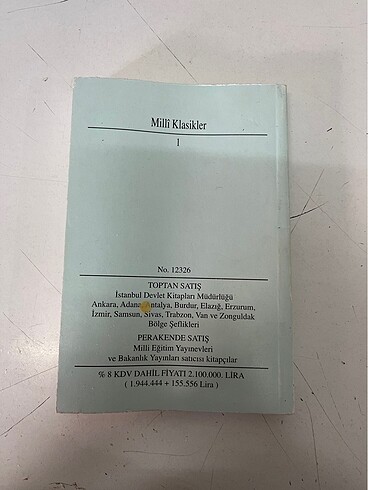 Millî Klasikler
1
No. 12326
TOPTAN SATIŞ
İstanbul Devlet Kitapları Müdürlüğü
Ankara, Adana, Antalya, Burdur, Elazığ, Erzurum,
İzmir, Samsun, Sivas, Trabzon, Van ve Zonguldak
Bölge Şeflikleri
PERAKENDE SATIŞ
Milli Eğitim Yayınevleri
ve Bakanlık Yayınları satıcısı kitapçılar
% 8 KDV DAHİL FİYATI 2.100.000. LİRA
( 1.944.444 + 155.556 Lira )